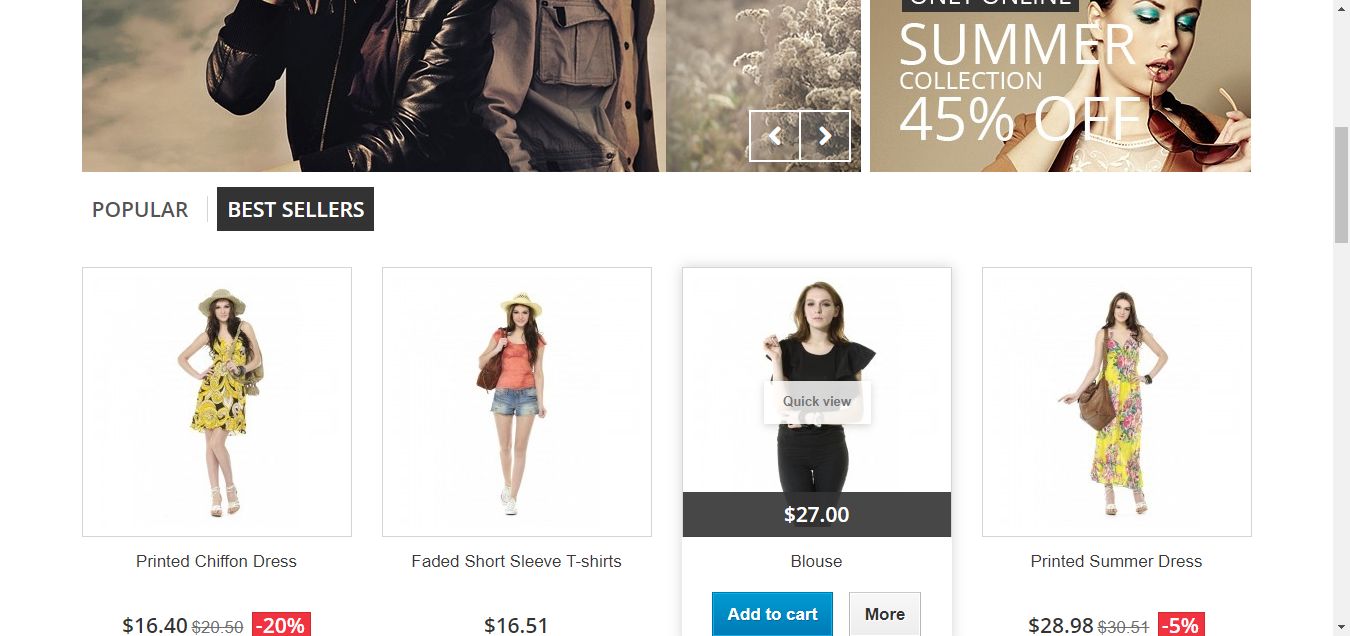 ONLY ONLINE
SUMMER
COLLECTION
45% OFF
POPULAR
BEST SELLERS
Quick view
$27.00
Printed Chiffon Dress
Faded Short Sleeve T-shirts
Blouse
Printed Summer Dress
Add to cart
More
$16.40 $20.50 -20%
$16.51
$28.98 $30.51 -5%